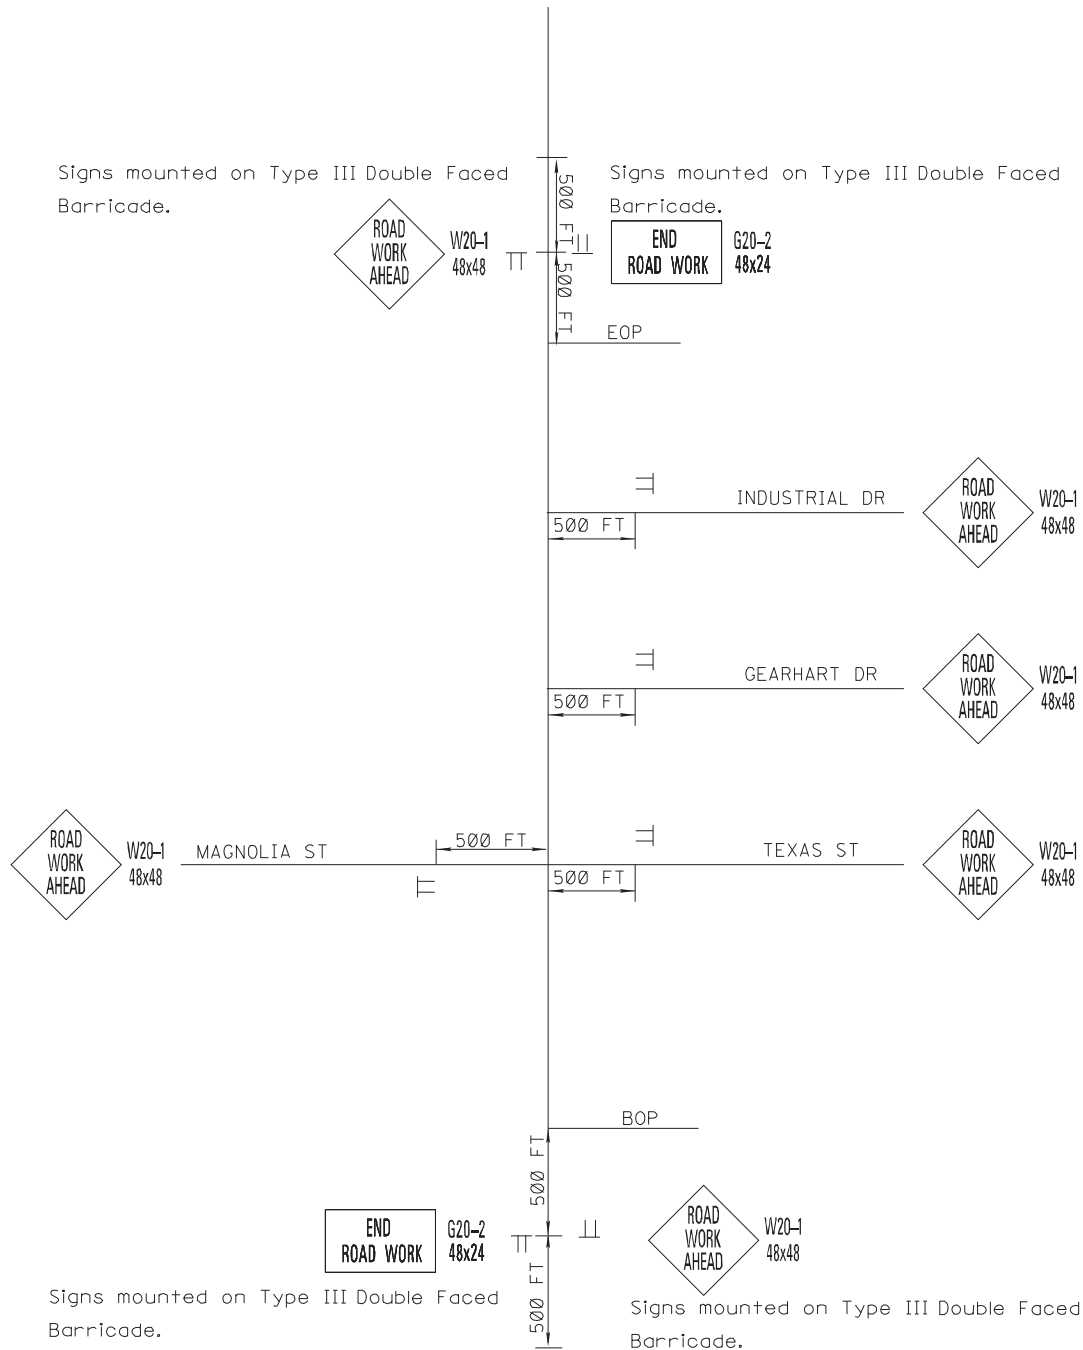 Signs mounted on Type III Double Faced
Barricade.
ROAD
WORK
AHEAD
W20-1
48x48
500 FT
500 FT
Signs mounted on Type III Double Faced
Barricade.
END
ROAD WORK
G20-2
48x24
EOP
INDUSTRIAL DR
500 FT
ROAD
WORK
AHEAD
W20-1
48x48
GEARHART DR
500 FT
ROAD
WORK
AHEAD
W20-1
48x48
ROAD
WORK
AHEAD
W20-1
48x48
MAGNOLIA ST
500 FT
TEXAS ST
500 FT
ROAD
WORK
AHEAD
W20-1
48x48
BOP
500 FT
500 FT
END
ROAD WORK
G20-2
48x24
Signs mounted on Type III Double Faced
Barricade.
ROAD
WORK
AHEAD
W20-1
48x48
Signs mounted on Type III Double Faced
Barricade.